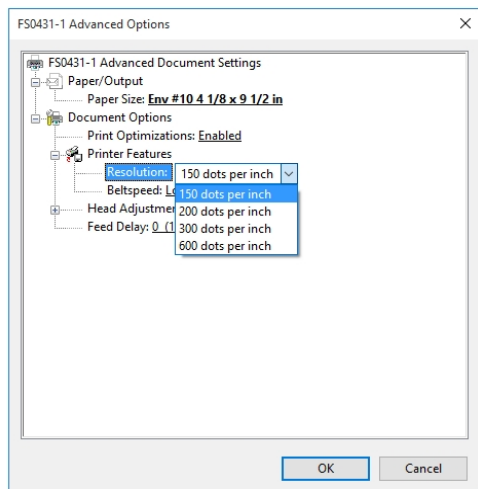 FS0431-1 Advanced Options
FS0431-1 Advanced Document Settings
Paper/Output
Paper Size: Env #10 4 1/8 x 9 1/2 in
Document Options
Print Optimizations: Enabled
Printer Features
Resolution: 150 dots per inch
Beltspeed:
150 dots per inch
Head
200 dots per inch
Feed Delay: 0
300 dots per inch
600 dots per inch
OK Cancel